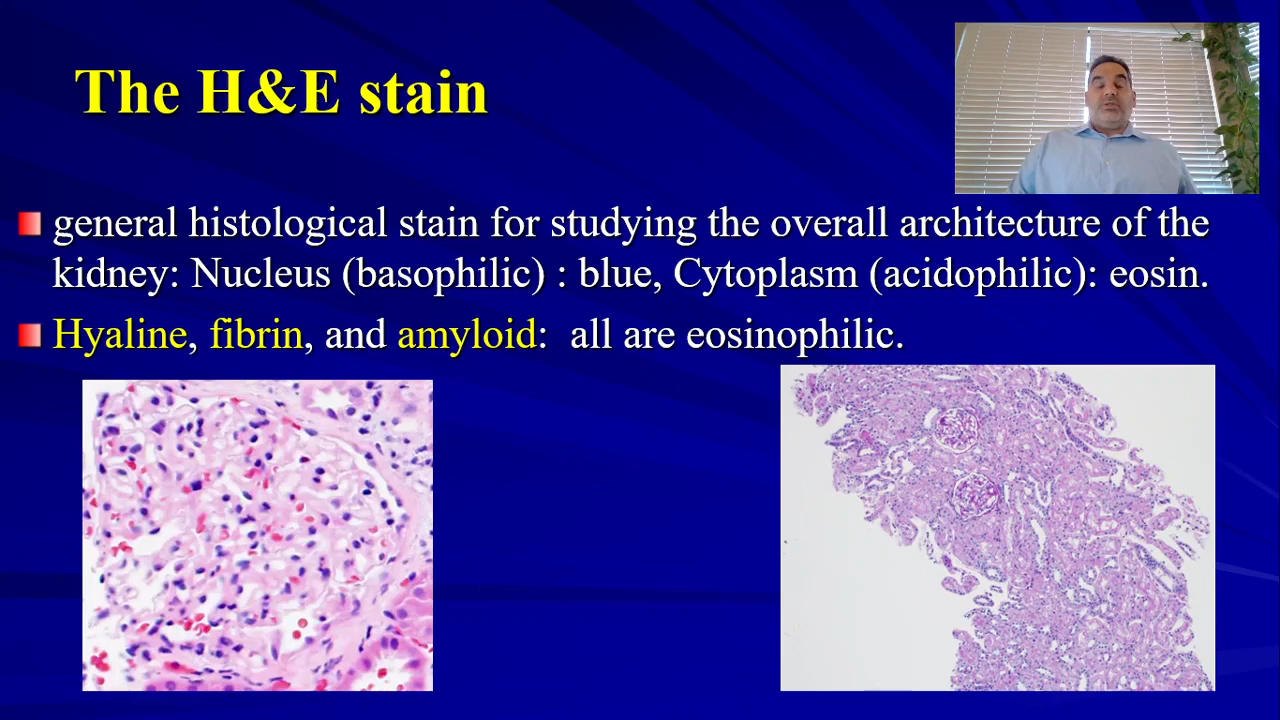 The H&E stain
general histological stain for studying the overall architecture of the
kidney: Nucleus (basophilic) : blue, Cytoplasm (acidophilic): eosin.
Hyaline, fibrin, and amyloid: all are eosinophilic.